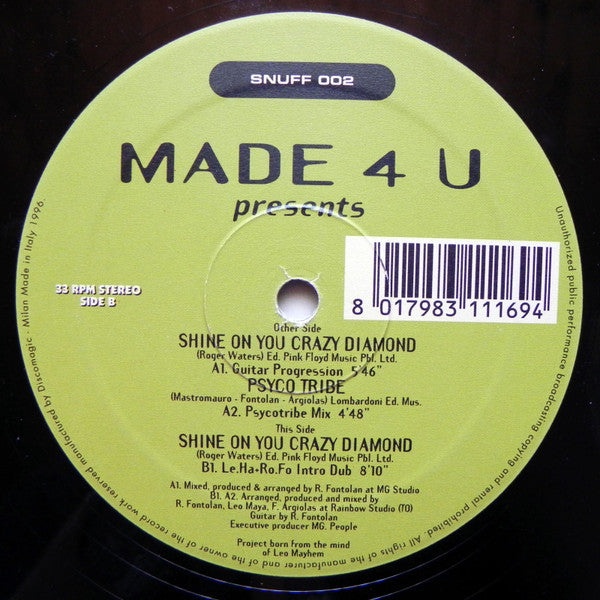 SNUFF 002
MADE 4 U
presents
33 RPM STEREO
SIDE B
8 017983 111694
Other Side
SHINE ON YOU CRAZY DIAMOND
(Roger Waters) Ed. Pink Floyd Music Pbl. Ltd.
A1. Guitar Progression 5'46"
PSYCO TRIBE
(Mastromauro - Fontolan - Argiolas) Lombardoni Ed. Mus.
A2. Psycotribe Mix 4'48"
This Side
SHINE ON YOU CRAZY DIAMOND
(Roger Waters) Ed. Pink Floyd Music Pbl. Ltd.
B1. Le.Ha-Ro.Fo Intro Dub 8'10"
A1. Mixed, produced & arranged by R. Fontolan at MG Studio
B1. A2. Arranged, produced and mixed by
R. Fontolan, Leo Maya, F. Argiolas at Rainbow Studio (TO)
Guitar by R. Fontolan
Executive producer MG. People
Project born from the mind
of Leo Mayhem
Unauthorized public performance broadcasting copying and rental prohibited. All rights of the manufacturer and of the owner of the record work reserved manufactured by Discomagic . Milan Made in Italy 1996.